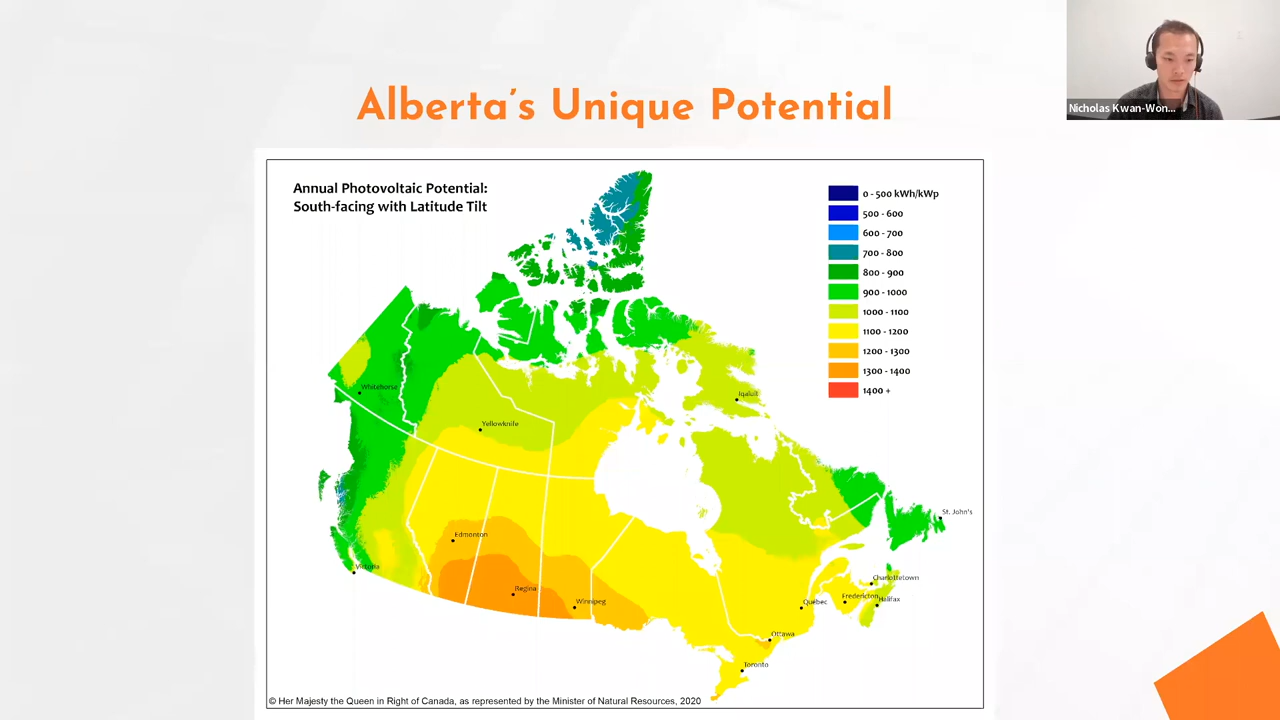 Alberta's Unique Potential
Nicholas Kwan-Won...
Annual Photovoltaic Potential:
South-facing with Latitude Tilt
0 - 500 kWh/kWp
500 - 600
600 - 700
700 - 800
800 - 900
900 - 1000
1000 - 1100
1100 - 1200
1200 - 1300
1300 - 1400
1400 +
Whitehorse
Iqaluit
Yellowknife
St. John's
Edmonton
Victoria
Charlottetown
Regina
Winnipeg
Québec
Fredericton
Halifax
Ottawa
Toronto
© Her Majesty the Queen in Right of Canada, as represented by the Minister of Natural Resources, 2020